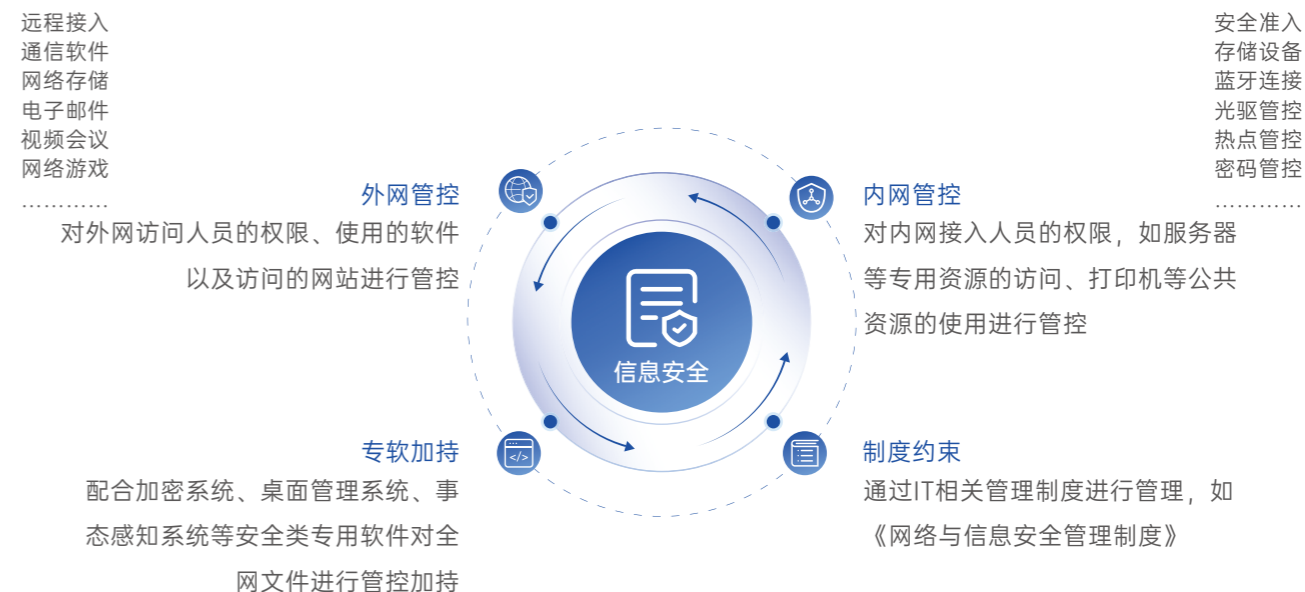 远程接入
通信软件
网络存储
电子邮件
视频会议
网络游戏
…………
安全准入
存储设备
蓝牙连接
光驱管控
热点管控
密码管控
…………
外网管控
对外网访问人员的权限、使用的软件
以及访问的网站进行管控
内网管控
对内网接入人员的权限，如服务器
等专用资源的访问、打印机等公共
资源的使用进行管控
信息安全
专软加持
配合加密系统、桌面管理系统、事
态感知系统等安全类专用软件对全
网文件进行管控加持
</>
制度约束
通过IT相关管理制度进行管理，如
《网络与信息安全管理制度》